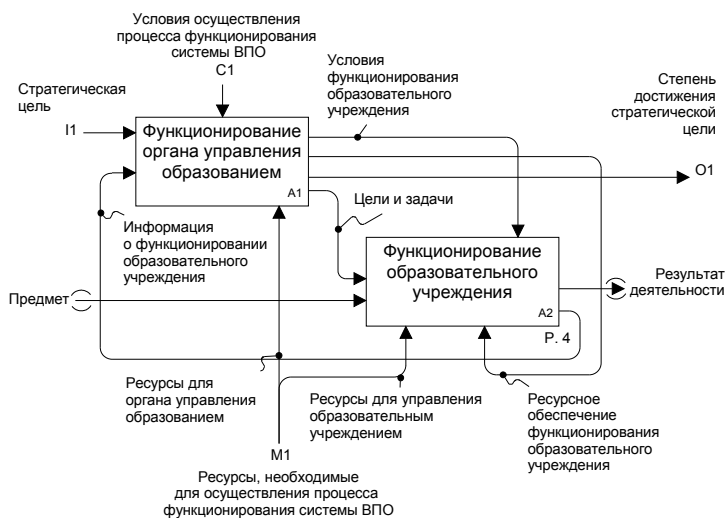 Условия осуществления
процесса функционирования
системы ВПО
C1
Условия
функционирования
образовательного
учреждения
Степень
достижения
стратегической
цели
Стратегическая
цель
I1
Функционирование
органа управления
образованием
A1
O1
Цели и задачи
Информация
о функционировании
образовательного
учреждения
Функционирование
образовательного
учреждения
A2
Предмет
Результат
деятельности
P. 4
Ресурсы для
органа управления
образованием
Ресурсы для управления
образовательным
учреждением
Ресурсное
обеспечение
функционирования
образовательного
учреждения
M1
Ресурсы, необходимые
для осуществления процесса
функционирования системы ВПО